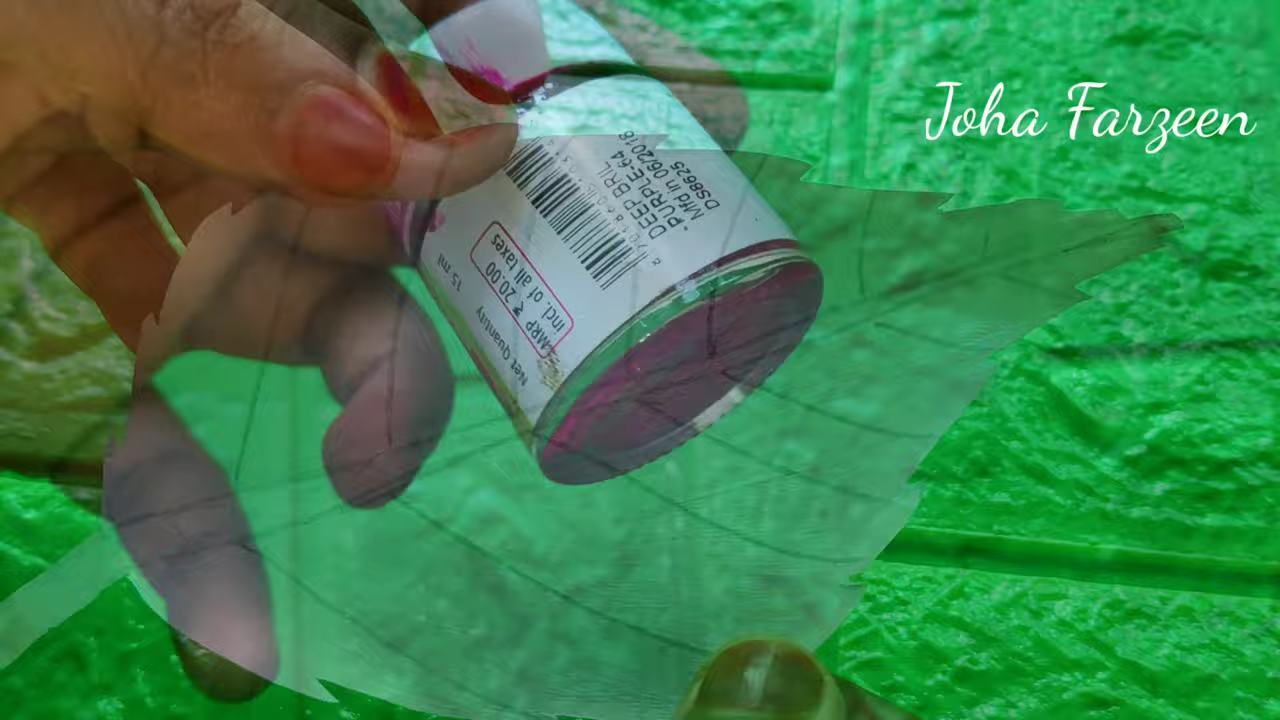 Joha Farzeen
DEEP BRIL
PURPLE-64
Mfd in 06/2018
DS8625
MRP ₹ 20.00
incl. of all taxes
Net Quantity
15 ml